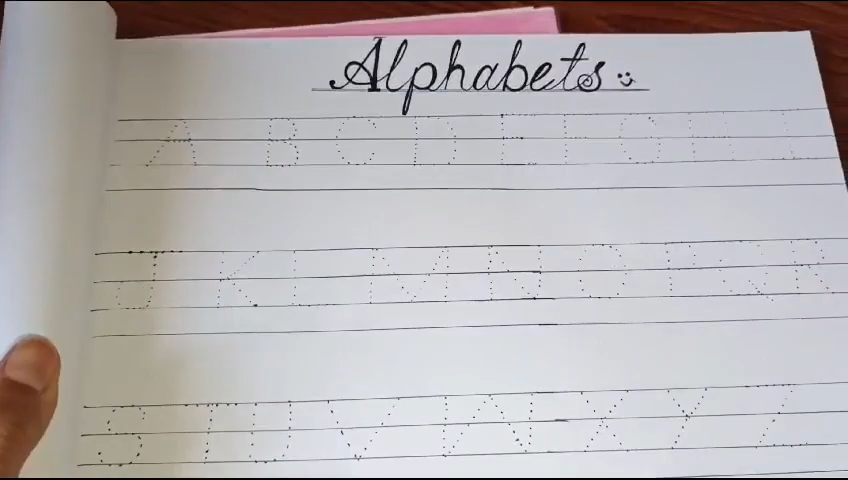 Alphabets
A B C D E F G H I
J K L M N O P Q R
S T U V W X Y Z